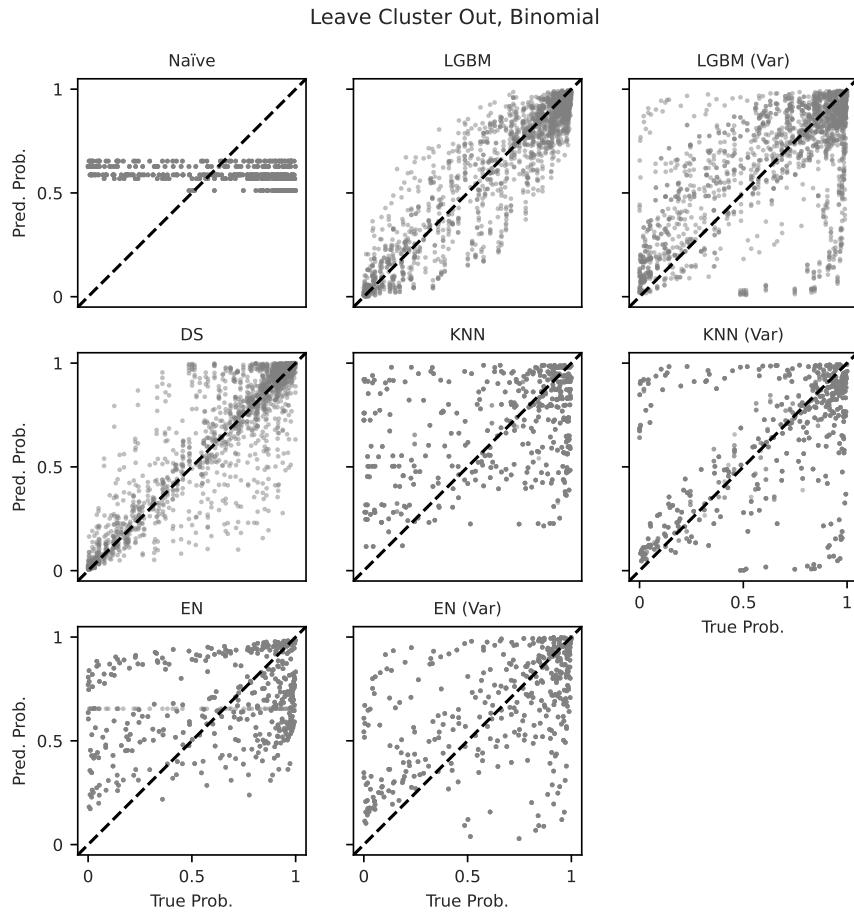 Leave Cluster Out, Binomial
Naïve
LGBM
LGBM (Var)
1
0.5
0
Pred. Prob.
DS
KNN
KNN (Var)
1
0.5
0
Pred. Prob.
0
0.5
1
True Prob.
EN
EN (Var)
1
0.5
0
Pred. Prob.
0
0.5
1
0
0.5
1
True Prob.
True Prob.